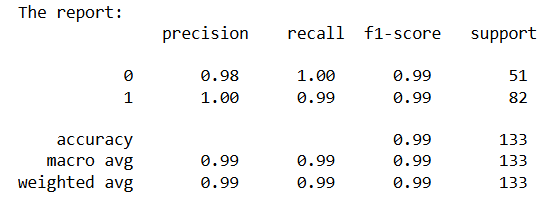 The report:
precision recall f1-score support
0 0.98 1.00 0.99 51
1 1.00 0.99 0.99 82
accuracy 0.99 133
macro avg 0.99 0.99 0.99 133
weighted avg 0.99 0.99 0.99 133